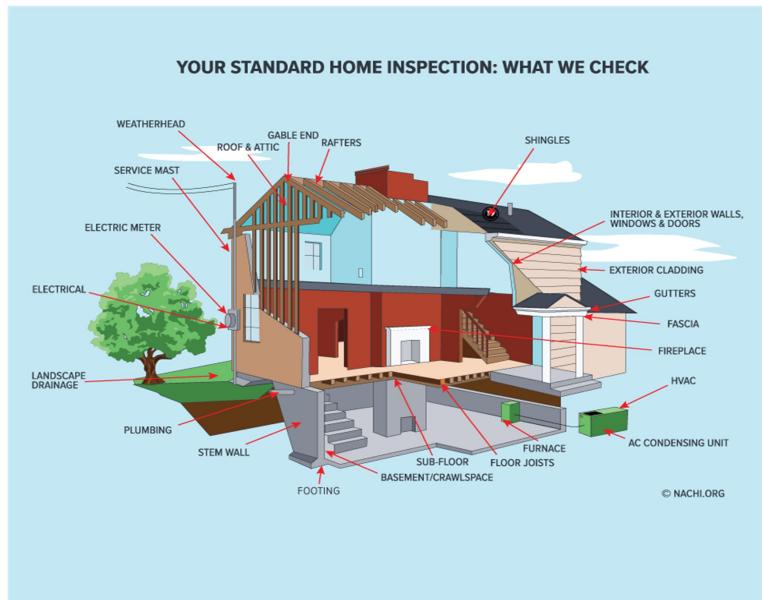 YOUR STANDARD HOME INSPECTION: WHAT WE CHECK
WEATHERHEAD
GABLE END
ROOF & ATTIC
RAFTERS
SHINGLES
SERVICE MAST
INTERIOR & EXTERIOR WALLS,
WINDOWS & DOORS
ELECTRIC METER
EXTERIOR CLADDING
ELECTRICAL
GUTTERS
FASCIA
FIREPLACE
LANDSCAPE
DRAINAGE
HVAC
PLUMBING
AC CONDENSING UNIT
STEM WALL
FURNACE
SUB-FLOOR
FLOOR JOISTS
BASEMENT/CRAWLSPACE
FOOTING
© NACHI.ORG